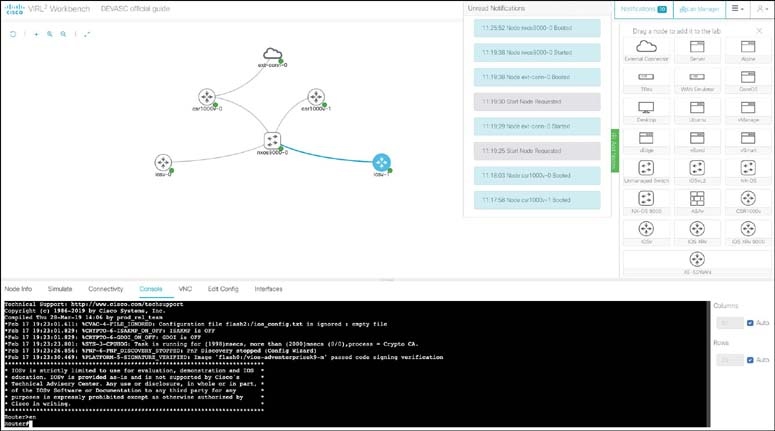 CISCO
VIRL² Workbench
DEVASC official guide
Unread Notifications
Notifications
Lab Manager
11:25:52 Node nxos9000-0 Booted
11:19:38 Node nxos9000-0 Started
11:19:38 Node ext-conn-0 Booted
11:19:30 Start Node Requested
11:19:29 Node ext-conn-0 Started
11:19:25 Start Node Requested
11:18:03 Node csr1000v-0 Booted
11:17:58 Node csr1000v-1 Booted
ext-conn-0
csr1000v-0
csr1000v-1
nxos9000-0
iosv-0
iosv-1
Drag a node to add it to the lab
External Connector
Server
Alpine
TRex
WAN Emulator
CoreOS
Desktop
Ubuntu
vManage
vEdge
vBond
vSmart
Unmanaged Switch
IOSvL2
NX-OS
NX-OS 9000
ASAv
CSR1000v
IOSv
IOS XRv
IOS XRv 9000
XE-SDWAN
Node Info
Simulate
Connectivity
Console
VNC
Edit Config
Interfaces
Technical Support: http://www.cisco.com/techsupport
Copyright (c) 1986-2019 by Cisco Systems, Inc.
Compiled Thu 28-Mar-19 14:06 by prod_rel_team
*Feb 17 19:23:01.611: %CVAC-4-FILE_IGNORED: Configuration file flash2:/ios_config.txt is ignored : empty file
*Feb 17 19:23:01.829: %CRYPTO-6-ISAKMP_ON_OFF: ISAKMP is OFF
*Feb 17 19:23:01.829: %CRYPTO-6-GDOI_ON_OFF: GDOI is OFF
*Feb 17 19:23:23.801: %SYS-3-CPUHOG: Task is running for (1998)msecs, more than (2000)msecs (0/0),process = Crypto CA.
*Feb 17 19:23:26.856: %PNP-6-PNP_DISCOVERY_STOPPED: PnP Discovery stopped (Config Wizard)
*Feb 17 19:23:30.469: %PLATFORM-5-SIGNATURE_VERIFIED: Image 'flash0:/vios-adventerprisek9-m' passed code signing verification
**************************************************************************
* IOSv is strictly limited to use for evaluation, demonstration and IOS *
* education. IOSv is provided as-is and is not supported by Cisco's *
* Technical Advisory Center. Any use or disclosure, in whole or in part, *
* of the IOSv Software or Documentation to any third party for any *
* purposes is expressly prohibited except as otherwise authorized by *
* Cisco in writing. *
**************************************************************************
Router>en
Router#
Columns
Auto
Rows
Auto